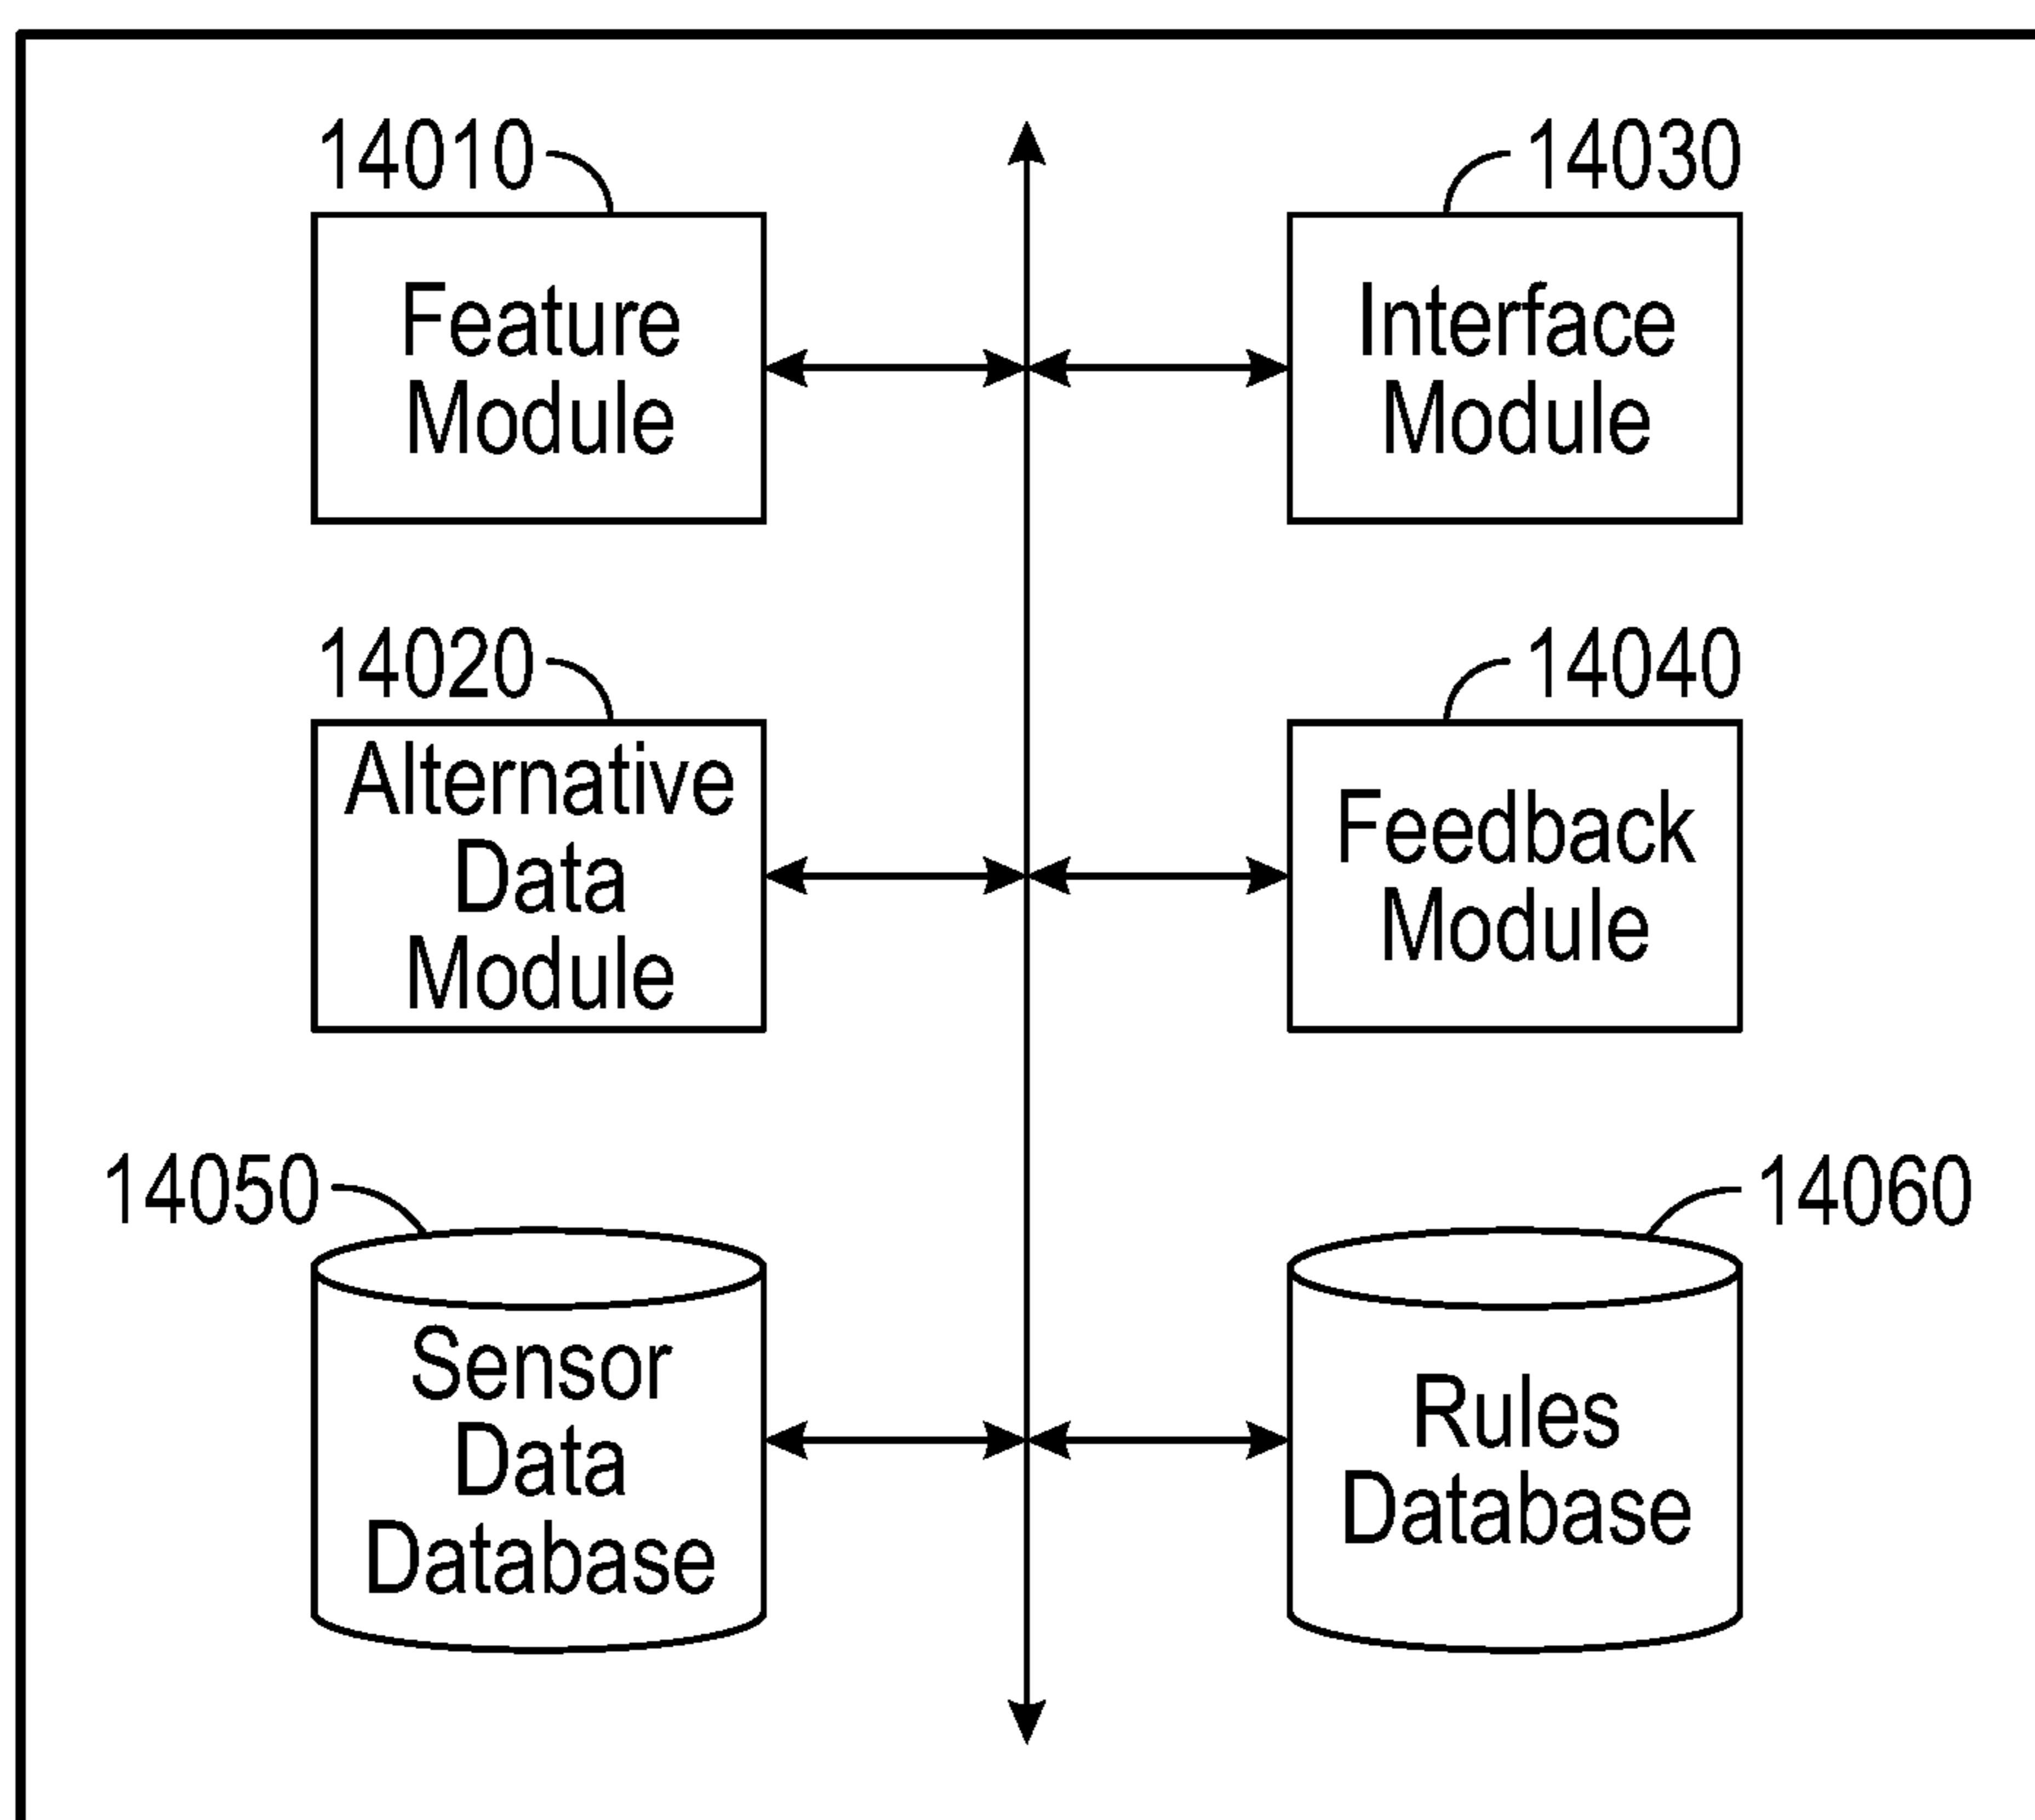 14010
14030
Feature
Module
Interface
Module
14020
14040
Alternative
Data
Module
Feedback
Module
14050
14060
Sensor
Data
Database
Rules
Database